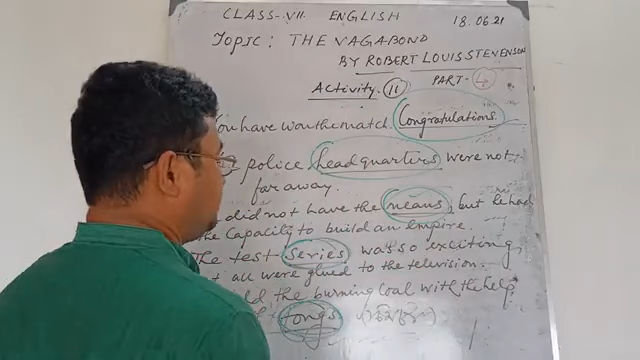 CLASS-VII ENGLISH 18.06.21
TOPIC: THE VAGABOND
BY ROBERT LOUIS STEVENSON
Activity. 11 PART-4
You have won the match. Congratulations
police headquarters were not
far away.
did not have the means, but he had
the capacity to build an empire.
The test series was so exciting,
all were glued to the television.
the burning coal with the help
tongs